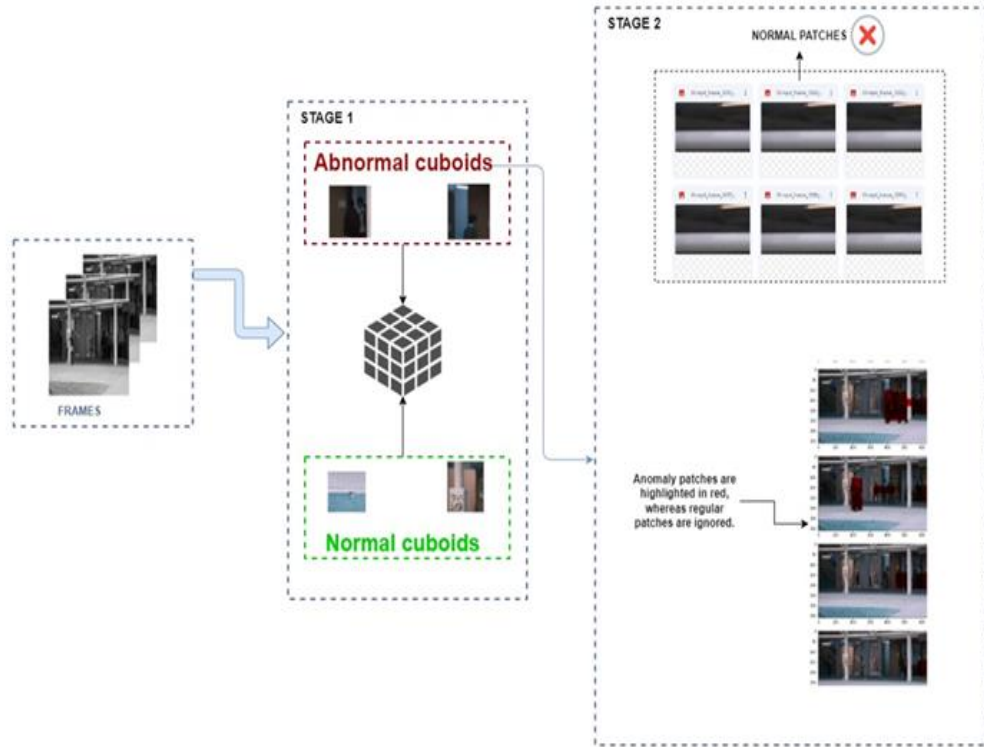 FRAMES
STAGE 1
Abnormal cuboids
Normal cuboids
STAGE 2
NORMAL PATCHES
Anomaly patches are
highlighted in red,
whereas regular
patches are ignored.